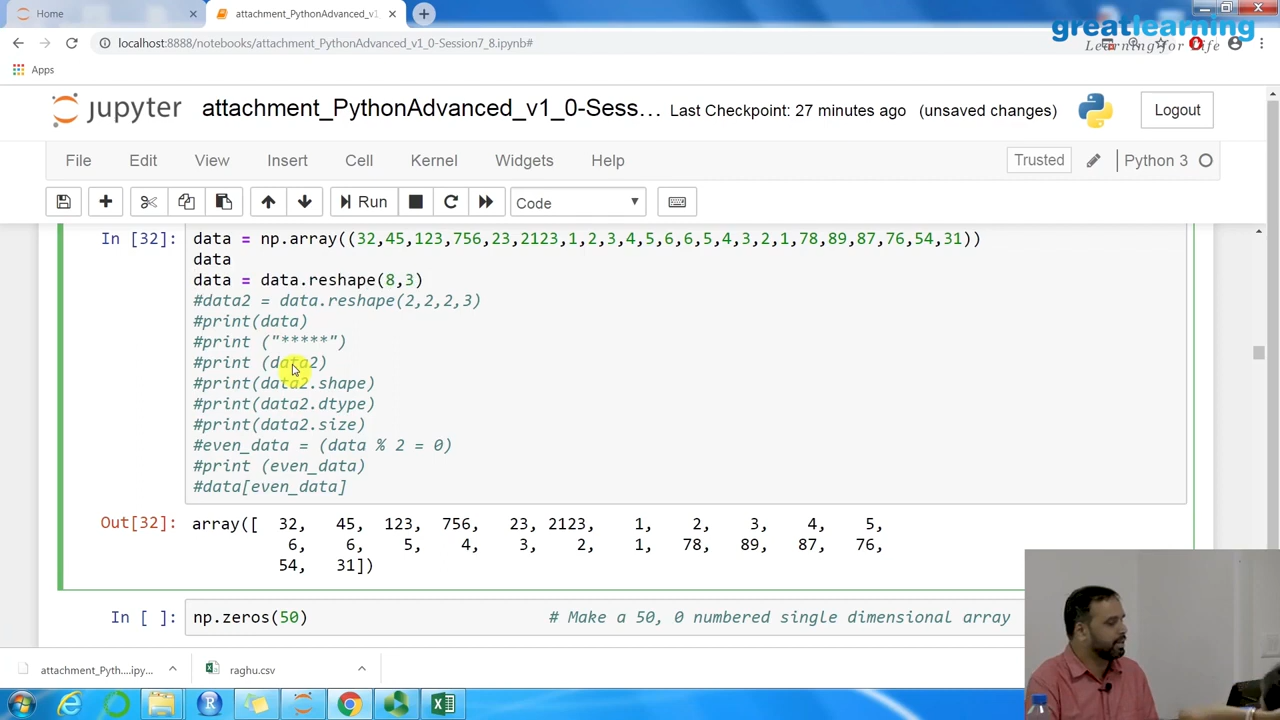 Home
attachment_PythonAdvanced_v1_
greatlearning
Learning for Life
localhost:8888/notebooks/attachment_PythonAdvanced_v1_0-Session7_8.ipynb#
Apps
jupyter attachment_PythonAdvanced_v1_0-Sess... Last Checkpoint: 27 minutes ago (unsaved changes) Logout
File Edit View Insert Cell Kernel Widgets Help Trusted Python 3
Run Code
In [32]: data = np.array((32,45,123,756,23,2123,1,2,3,4,5,6,6,5,4,3,2,1,78,89,87,76,54,31))
data
data = data.reshape(8,3)
#data2 = data.reshape(2,2,2,3)
#print(data)
#print ("*****")
#print (data2)
#print(data2.shape)
#print(data2.dtype)
#print(data2.size)
#even_data = (data % 2 = 0)
#print (even_data)
#data[even_data]
Out[32]: array([ 32, 45, 123, 756, 23, 2123, 1, 2, 3, 4, 5,
6, 6, 5, 4, 3, 2, 1, 78, 89, 87, 76,
54, 31])
In [ ]: np.zeros(50) # Make a 50, 0 numbered single dimensional array
attachment_Pyth....ipy... raghu.csv